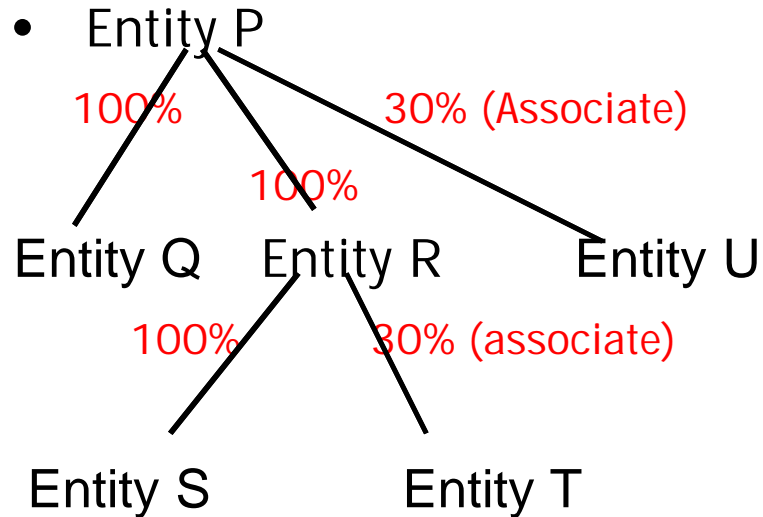 • Entity P
100% 30% (Associate)
100%
Entity Q Entity R Entity U
100% 30% (associate)
Entity S Entity T